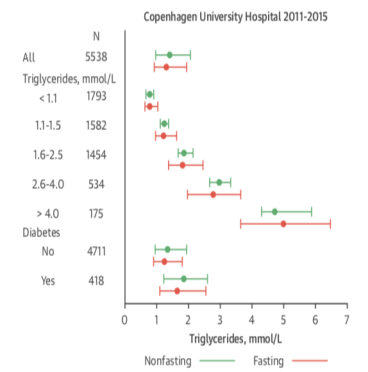 Copenhagen University Hospital 2011-2015
N
All 5538
Triglycerides, mmol/L
< 1.1 1793
1.1-1.5 1582
1.6-2.5 1454
2.6-4.0 534
> 4.0 175
Diabetes
No 4711
Yes 418
0 1 2 3 4 5 6 7
Triglycerides, mmol/L
Nonfasting Fasting